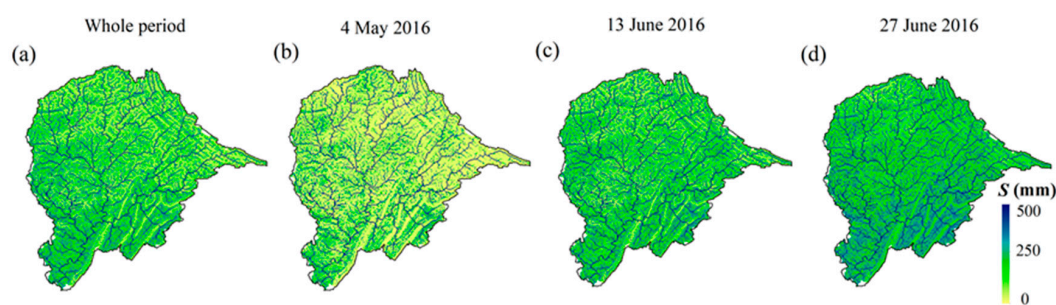 Whole period
4 May 2016
13 June 2016
27 June 2016
(a)
(b)
(c)
(d)
S (mm)
500
250
0